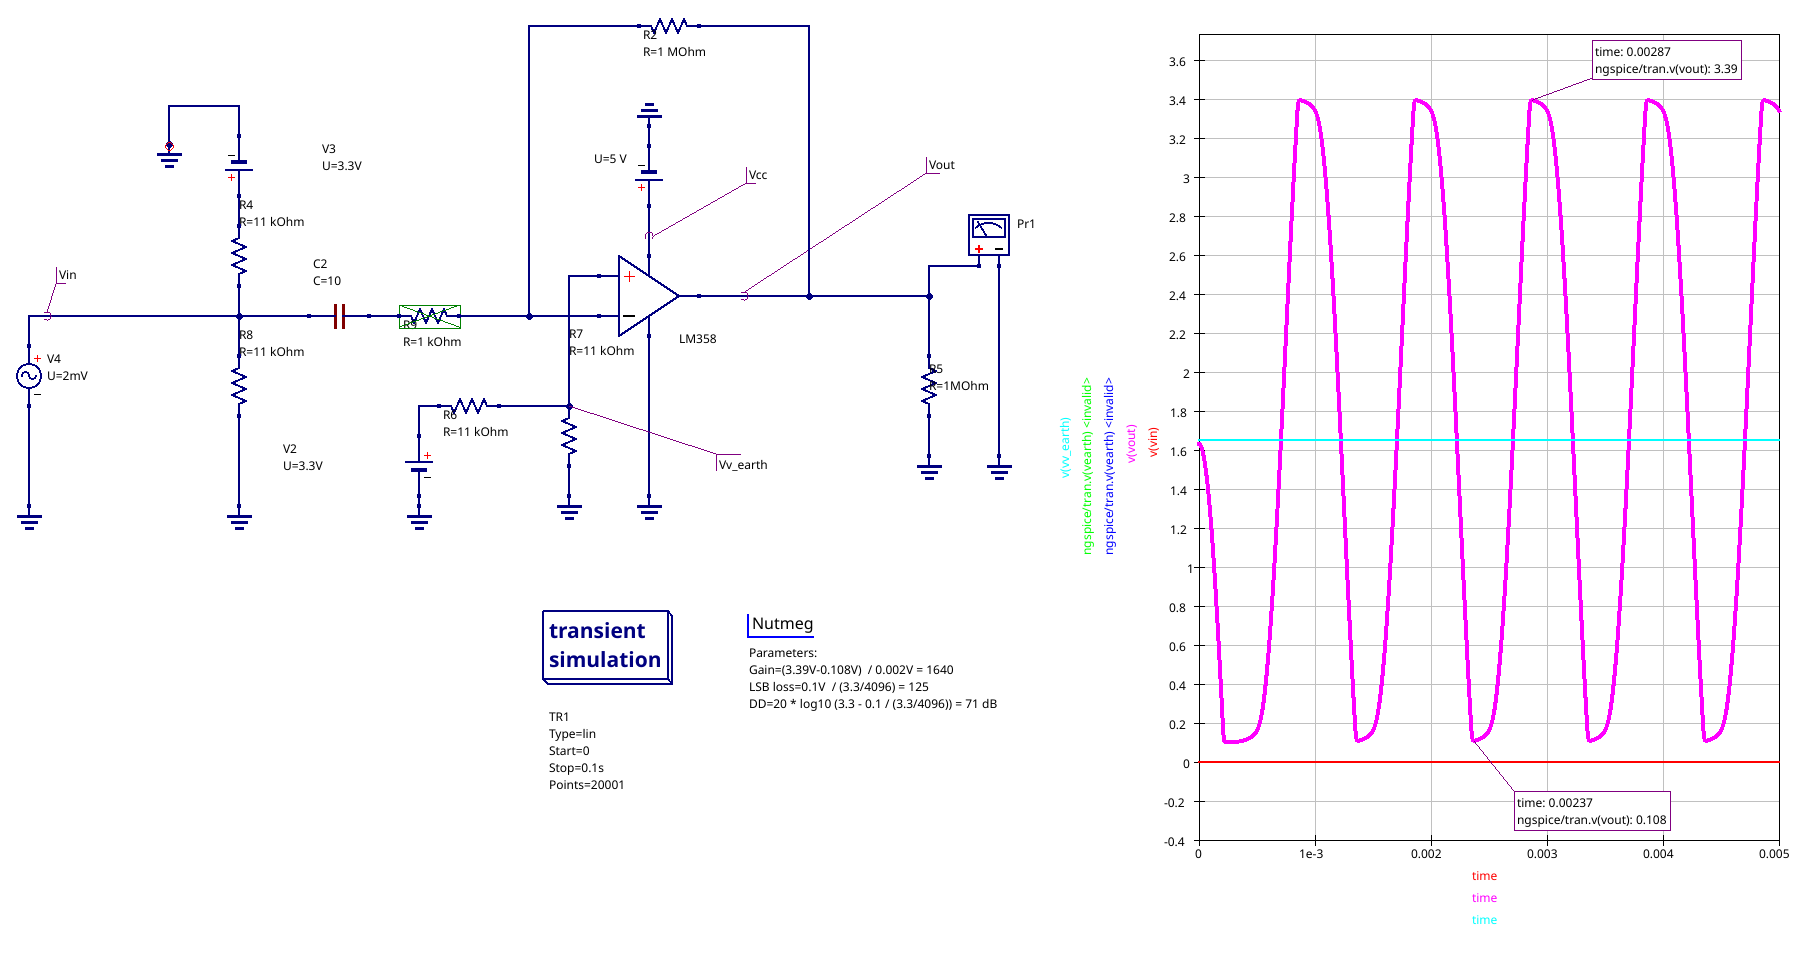 R2
R=1 MOhm
V3
U=3.3V
U=5 V
Vcc
Vout
Pr1
R4
R=11 kOhm
C2
C=10
Vin
R8
R=11 kOhm
R9
R=1 kOhm
R7
R=11 kOhm
LM358
V4
U=2mV
R5
R=1MOhm
R6
R=11 kOhm
V2
U=3.3V
Vv_earth
transient
simulation
TR1
Type=lin
Start=0
Stop=0.1s
Points=20001
Nutmeg
Parameters:
Gain=(3.39V-0.108V) / 0.002V = 1640
LSB loss=0.1V / (3.3/4096) = 125
DD=20 * log10 (3.3 - 0.1 / (3.3/4096)) = 71 dB
v(vv_earth)
ngspice/tran.v(vearth) <invalid>
ngspice/tran.v(vearth) <invalid>
v(vout)
v(vin)
time: 0.00287
ngspice/tran.v(vout): 3.39
3.6
3.4
3.2
3
2.8
2.6
2.4
2.2
2
1.8
1.6
1.4
1.2
1
0.8
0.6
0.4
0.2
0
-0.2
-0.4
time: 0.00237
ngspice/tran.v(vout): 0.108
0 1e-3 0.002 0.003 0.004 0.005
time
time
time